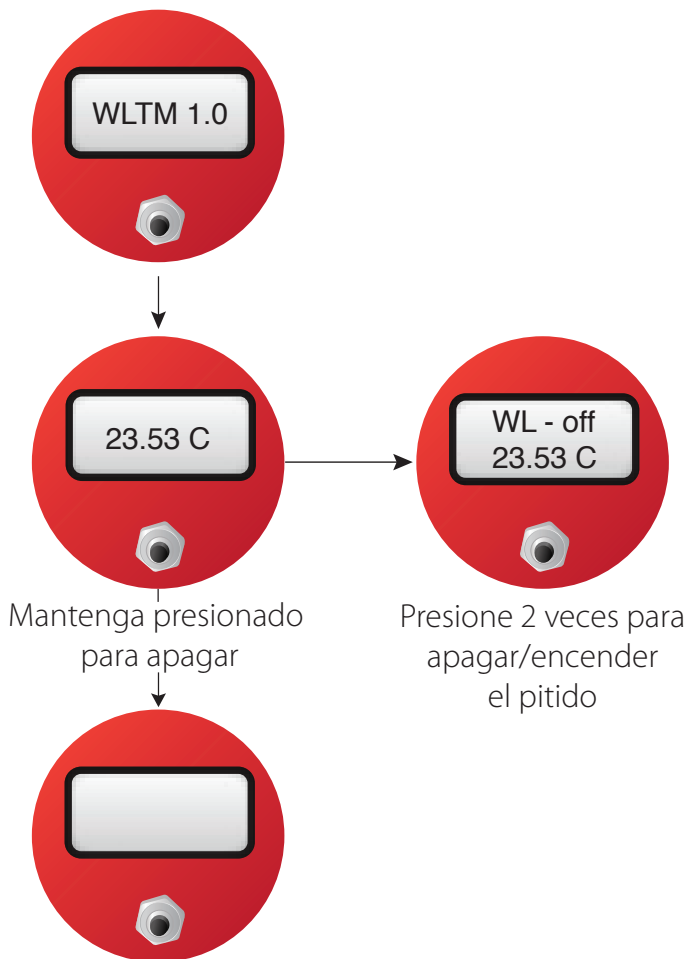 WLTM 1.0
23.53 C
WL - off
23.53 C
Mantenga presionado
para apagar
Presione 2 veces para
apagar/encender
el pitido